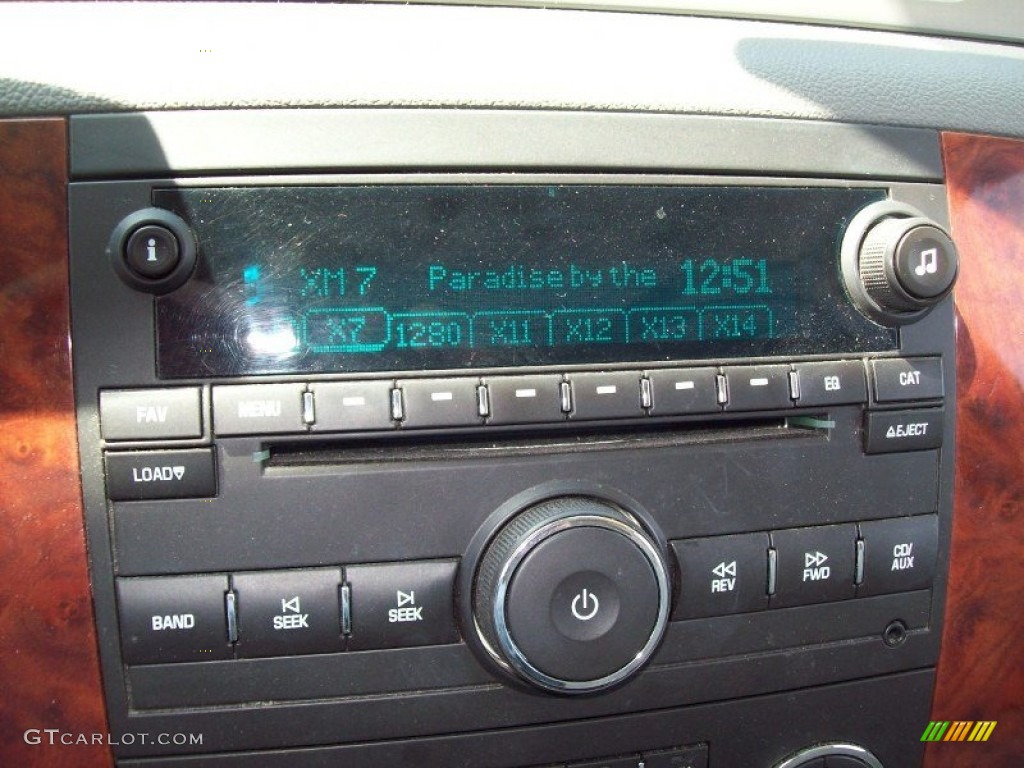 i
XM 7 Paradise by the 12:51
X7 1280 X11 X12 X13 X14
FAV MENU EQ CAT
LOAD EJECT
BAND SEEK SEEK REV FWD CD/
AUX
GTCARLOT.COM